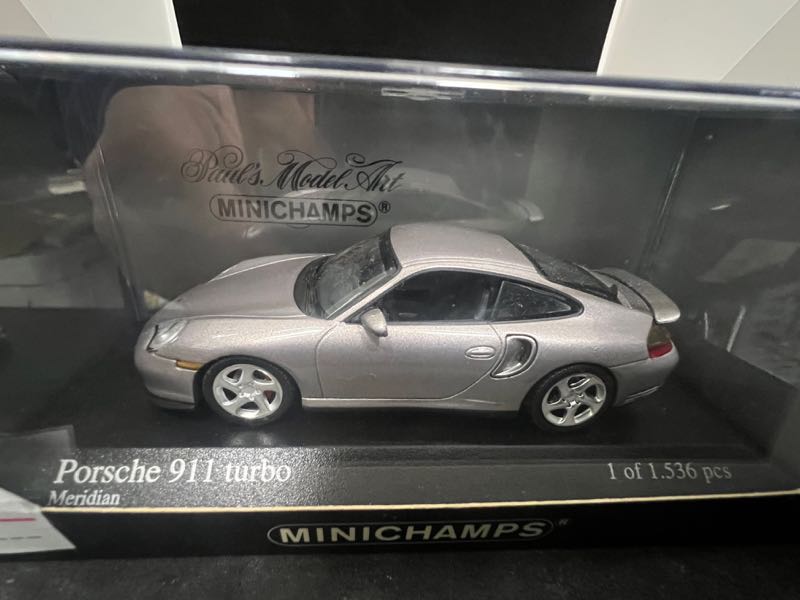 Paul's Model Art
MINICHAMPS®
Porsche 911 turbo
1 of 1.536 pcs
Meridian
MINICHAMPS®